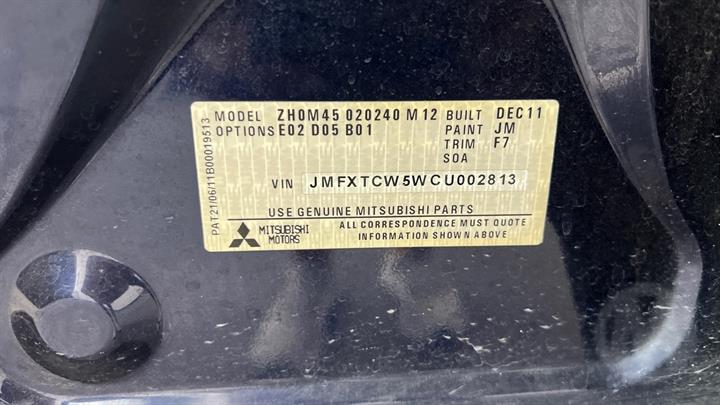 MODEL ZH0M45 020240 M12 BUILT DEC11
OPTIONS E02 D05 B01 PAINT JM
TRIM F7
SOA
VIN JMFXTCW5WCU002813
USE GENUINE MITSUBISHI PARTS
MITSUBISHI MOTORS
ALL CORRESPONDENCE MUST QUOTE
INFORMATION SHOWN ABOVE
PAT21/06/11B00019513